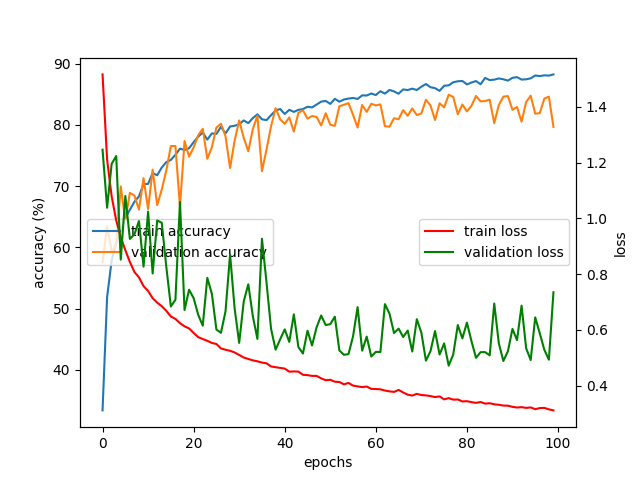 90
80
70
60
50
40
accuracy (%)
train accuracy
validation accuracy
train loss
validation loss
1.4
1.2
1.0
0.8
0.6
0.4
loss
0 20 40 60 80 100
epochs